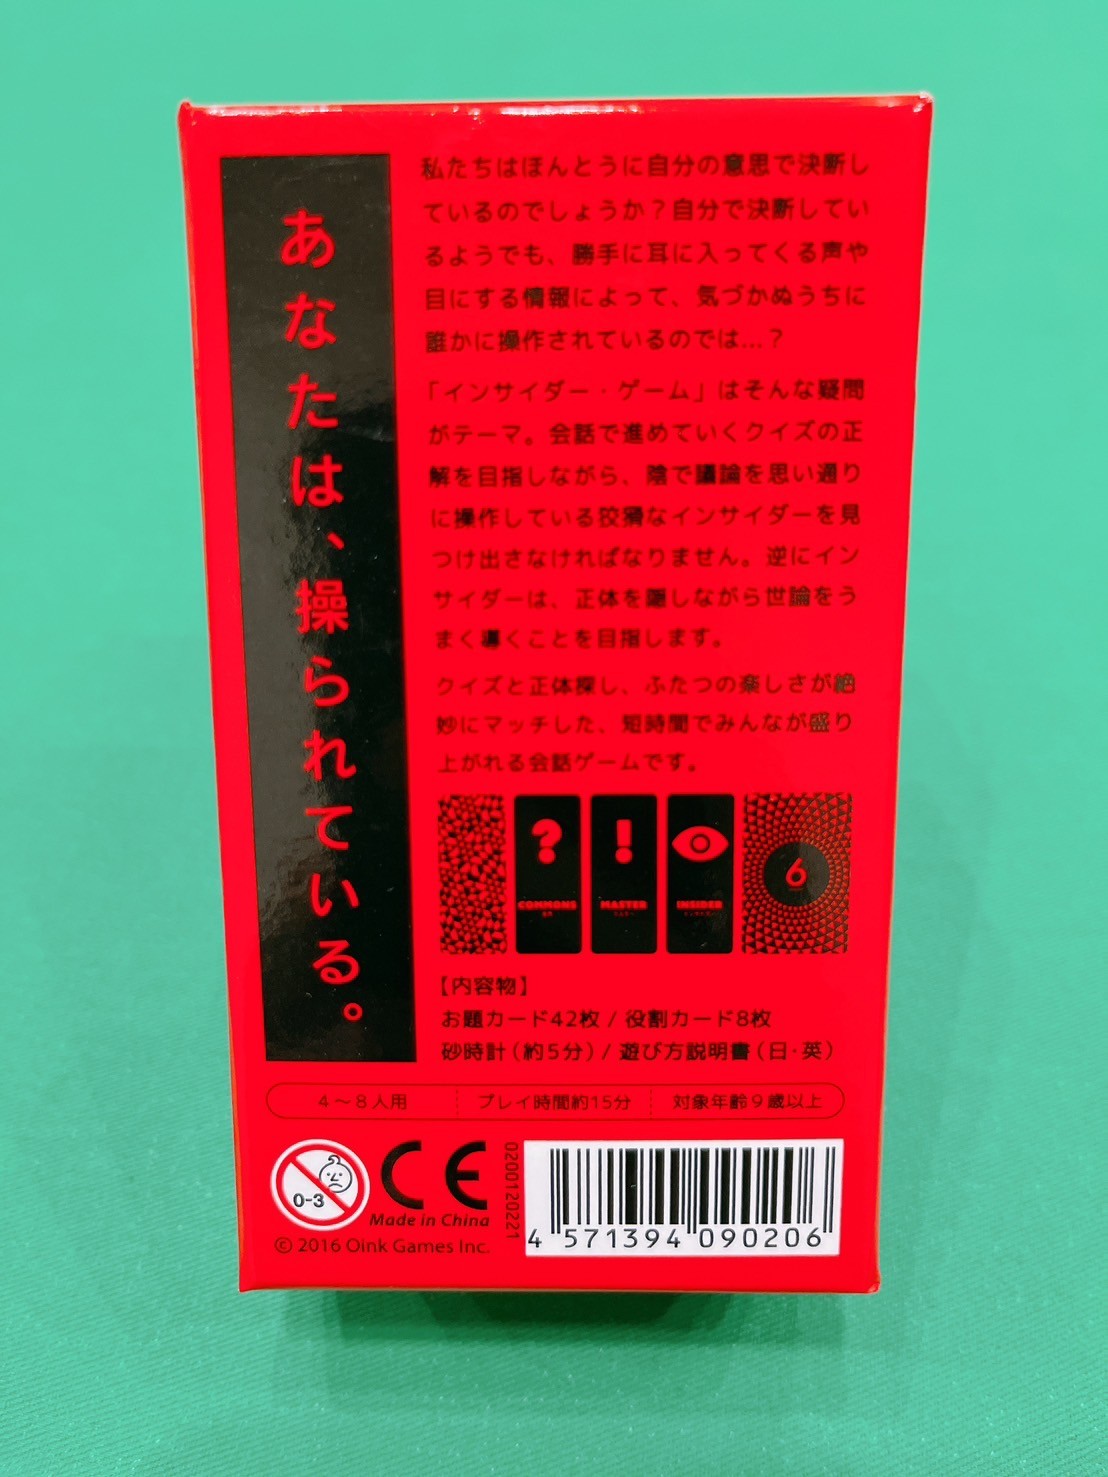 あなたは、操られている。
私たちはほんとうに自分の意思で決断し
ているのでしょうか？自分で決断してい
るようでも、勝手に耳に入ってくる声や
目にする情報によって、気づかぬうちに
誰かに操作されているのでは…？
「インサイダー・ゲーム」はそんな疑問
がテーマ。会話で進めていくクイズの正
解を目指しながら、陰で議論を思い通り
に操作している狡猾なインサイダーを見
つけ出さなければなりません。逆にイン
サイダーは、正体を隠しながら世論をう
まく導くことを目指します。
クイズと正体探し、ふたつの楽しさが絶
妙にマッチした、短時間でみんなが盛り
上がれる会話ゲームです。
?
COMMONS
!
MASTER
INSIDER
6
【内容物】
お題カード42枚 / 役割カード8枚
砂時計（約5分）/ 遊び方説明書（日・英）
4〜8人用
プレイ時間約15分
対象年齢9歳以上
0-3
CE
Made in China
© 2016 Oink Games Inc.
0200120221
4 571394 090206